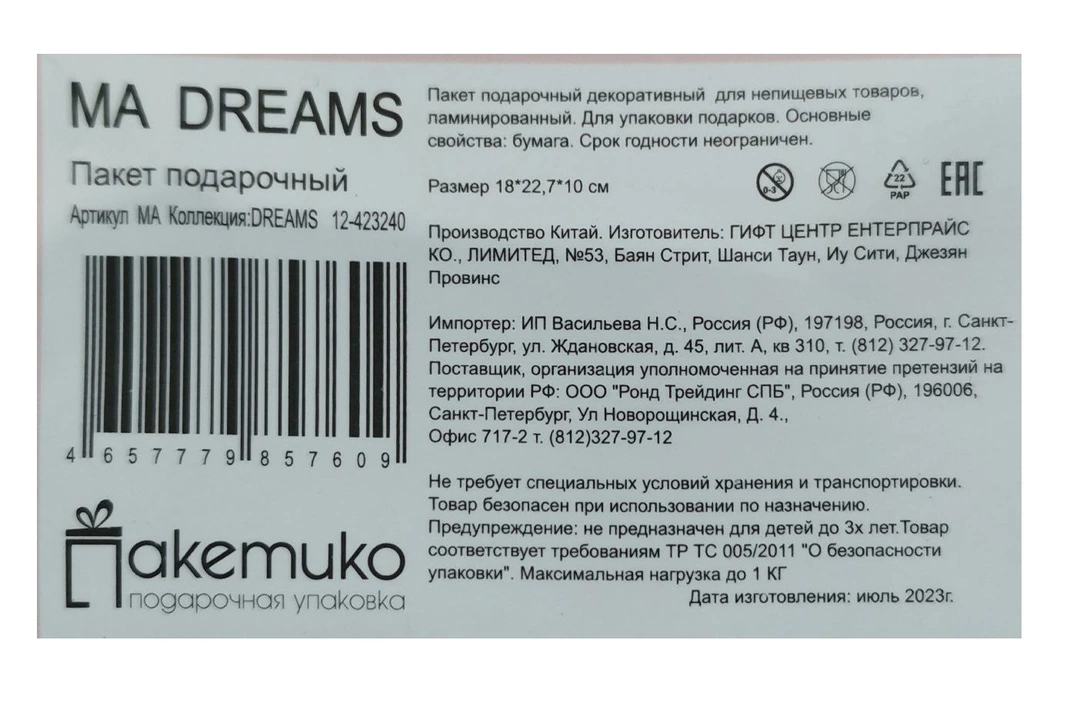 MA DREAMS
Пакет подарочный
Артикул MA Коллекция:DREAMS 12-423240
4 657779 857609
Пакетико
подарочная упаковка
Пакет подарочный декоративный для непищевых товаров,
ламинированный. Для упаковки подарков. Основные
свойства: бумага. Срок годности неограничен.
Размер 18*22,7*10 см
0-3
22
PAP
EAC
Производство Китай. Изготовитель: ГИФТ ЦЕНТР ЕНТЕРПРАЙС
КО., ЛИМИТЕД, №53, Баян Стрит, Шанси Таун, Иу Сити, Джезян
Провинс
Импортер: ИП Васильева Н.С., Россия (РФ), 197198, Россия, г. Санкт-
Петербург, ул. Ждановская, д. 45, лит. А, кв 310, т. (812) 327-97-12.
Поставщик, организация уполномоченная на принятие претензий на
территории РФ: ООО "Ронд Трейдинг СПБ", Россия (РФ), 196006,
Санкт-Петербург, Ул Новорощинская, Д. 4.,
Офис 717-2 т. (812)327-97-12
Не требует специальных условий хранения и транспортировки.
Товар безопасен при использовании по назначению.
Предупреждение: не предназначен для детей до 3х лет.Товар
соответствует требованиям ТР ТС 005/2011 "О безопасности
упаковки". Максимальная нагрузка до 1 КГ
Дата изготовления: июль 2023г.